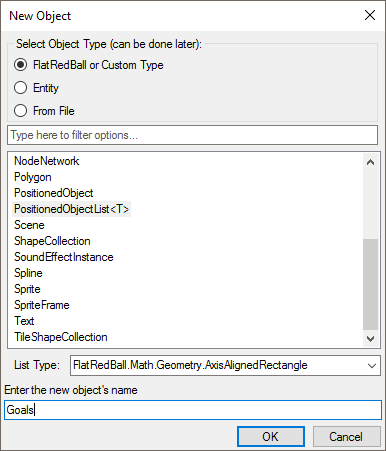 New Object
Select Object Type (can be done later):
FlatRedBall or Custom Type
Entity
From File
Type here to filter options...
NodeNetwork
Polygon
PositionedObject
PositionedObjectList<T>
Scene
ShapeCollection
SoundEffectInstance
Spline
Sprite
SpriteFrame
Text
TileShapeCollection
List Type: FlatRedBall.Math.Geometry.AxisAlignedRectangle
Enter the new object's name
Goals
OK Cancel